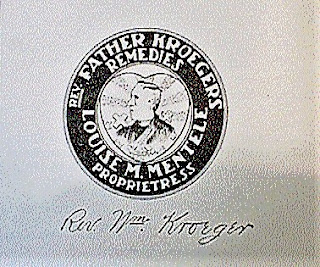 REV. FATHER KROEGERS
REMEDIES
LOUISE M. MENTELE
PROPRIETRESS
Rev. Wm. Kroeger